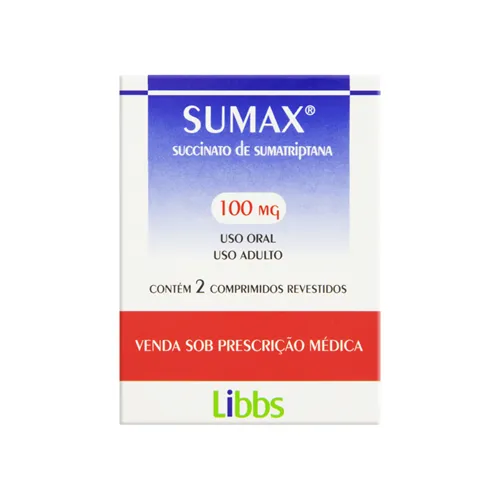 SUMAX®
SUCCINATO de SUMATRIPTANA
100 MG
USO ORAL
USO ADULTO
CONTÉM 2 COMPRIMIDOS REVESTIDOS
VENDA SOB PRESCRIÇÃO MÉDICA
Libbs